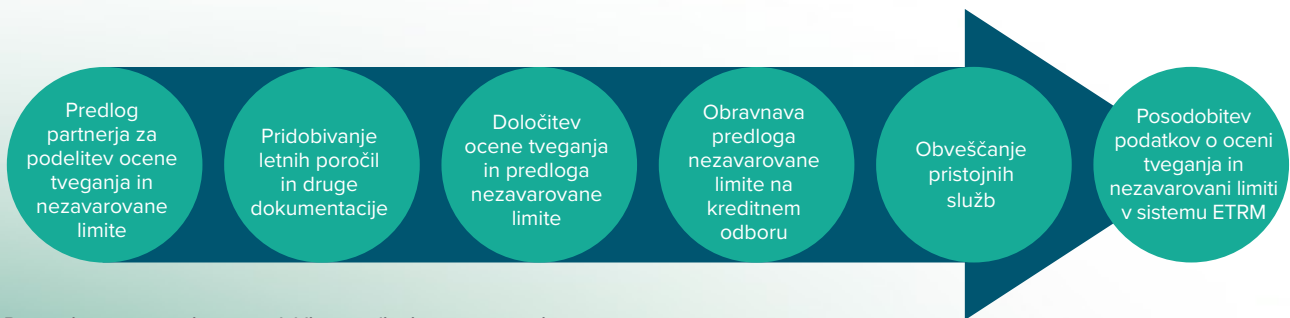 Predlog
partnerja za
podelitev ocene
tveganja in
nezavarovane
limite
Pridobivanje
letnih poročil
in druge
dokumentacije
Določitev
ocene tveganja
in predloga
nezavarovane
limite
Obravnava
predloga
nezavarovane
limite na
kreditnem
odboru
Obveščanje
pristojnih
služb
Posodobitev
podatkov o oceni
tveganja in
nezavarovani limiti
v sistemu ETRM